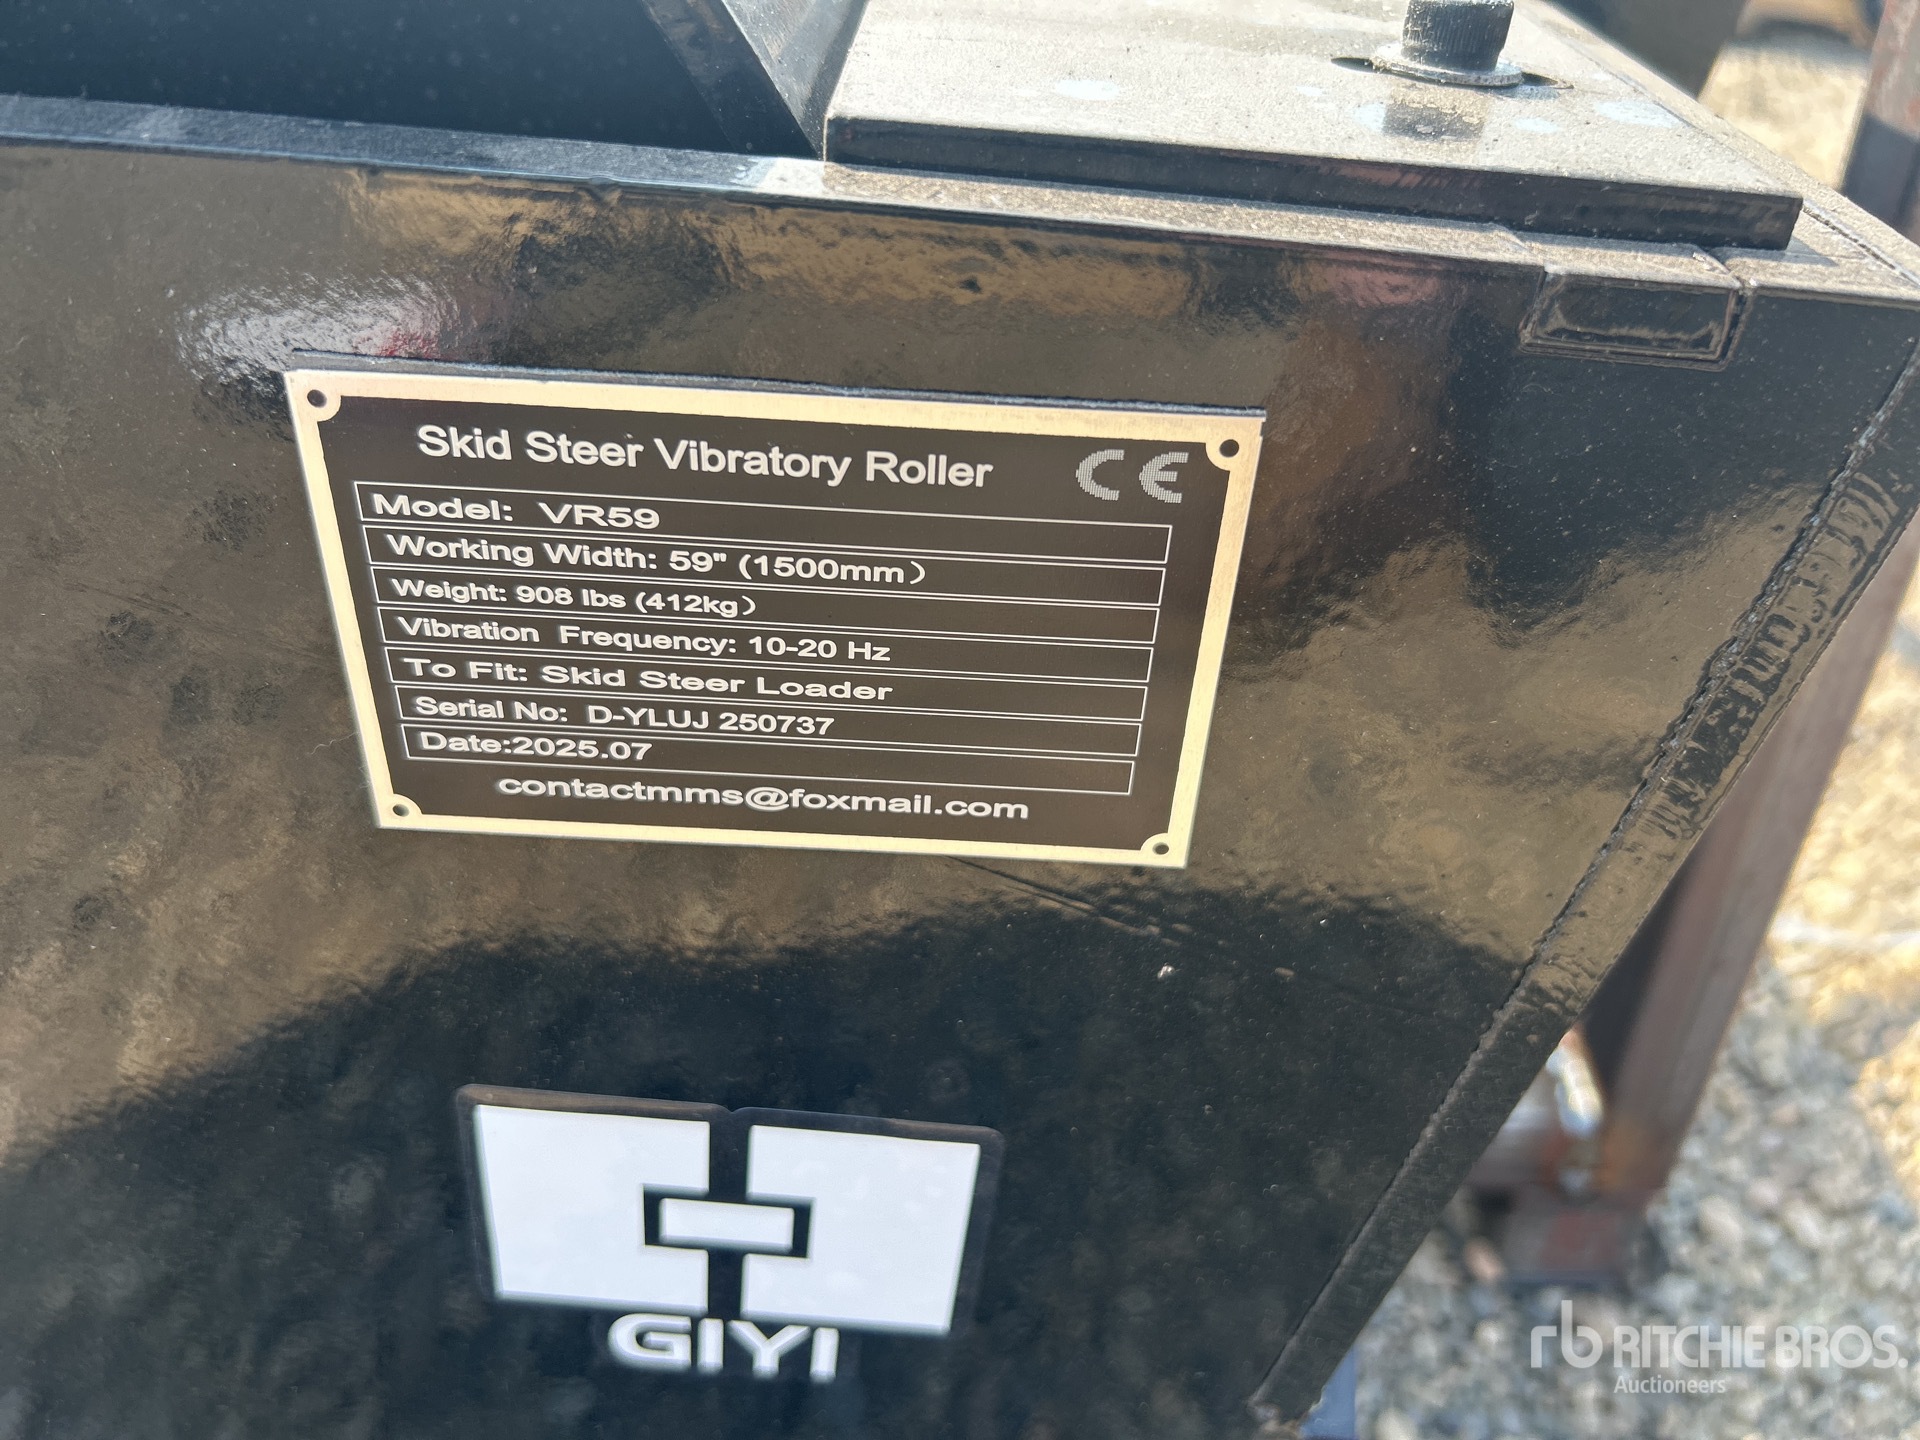 Skid Steer Vibratory Roller CE
Model: VR59
Working Width: 59" (1500mm)
Weight: 908 lbs (412kg)
Vibration Frequency: 10-20 Hz
To Fit: Skid Steer Loader
Serial No: D-YLUJ 250737
Date:2025.07
contactmms@foxmail.com
GIYI
rb RITCHIE BROS.
Auctioneers